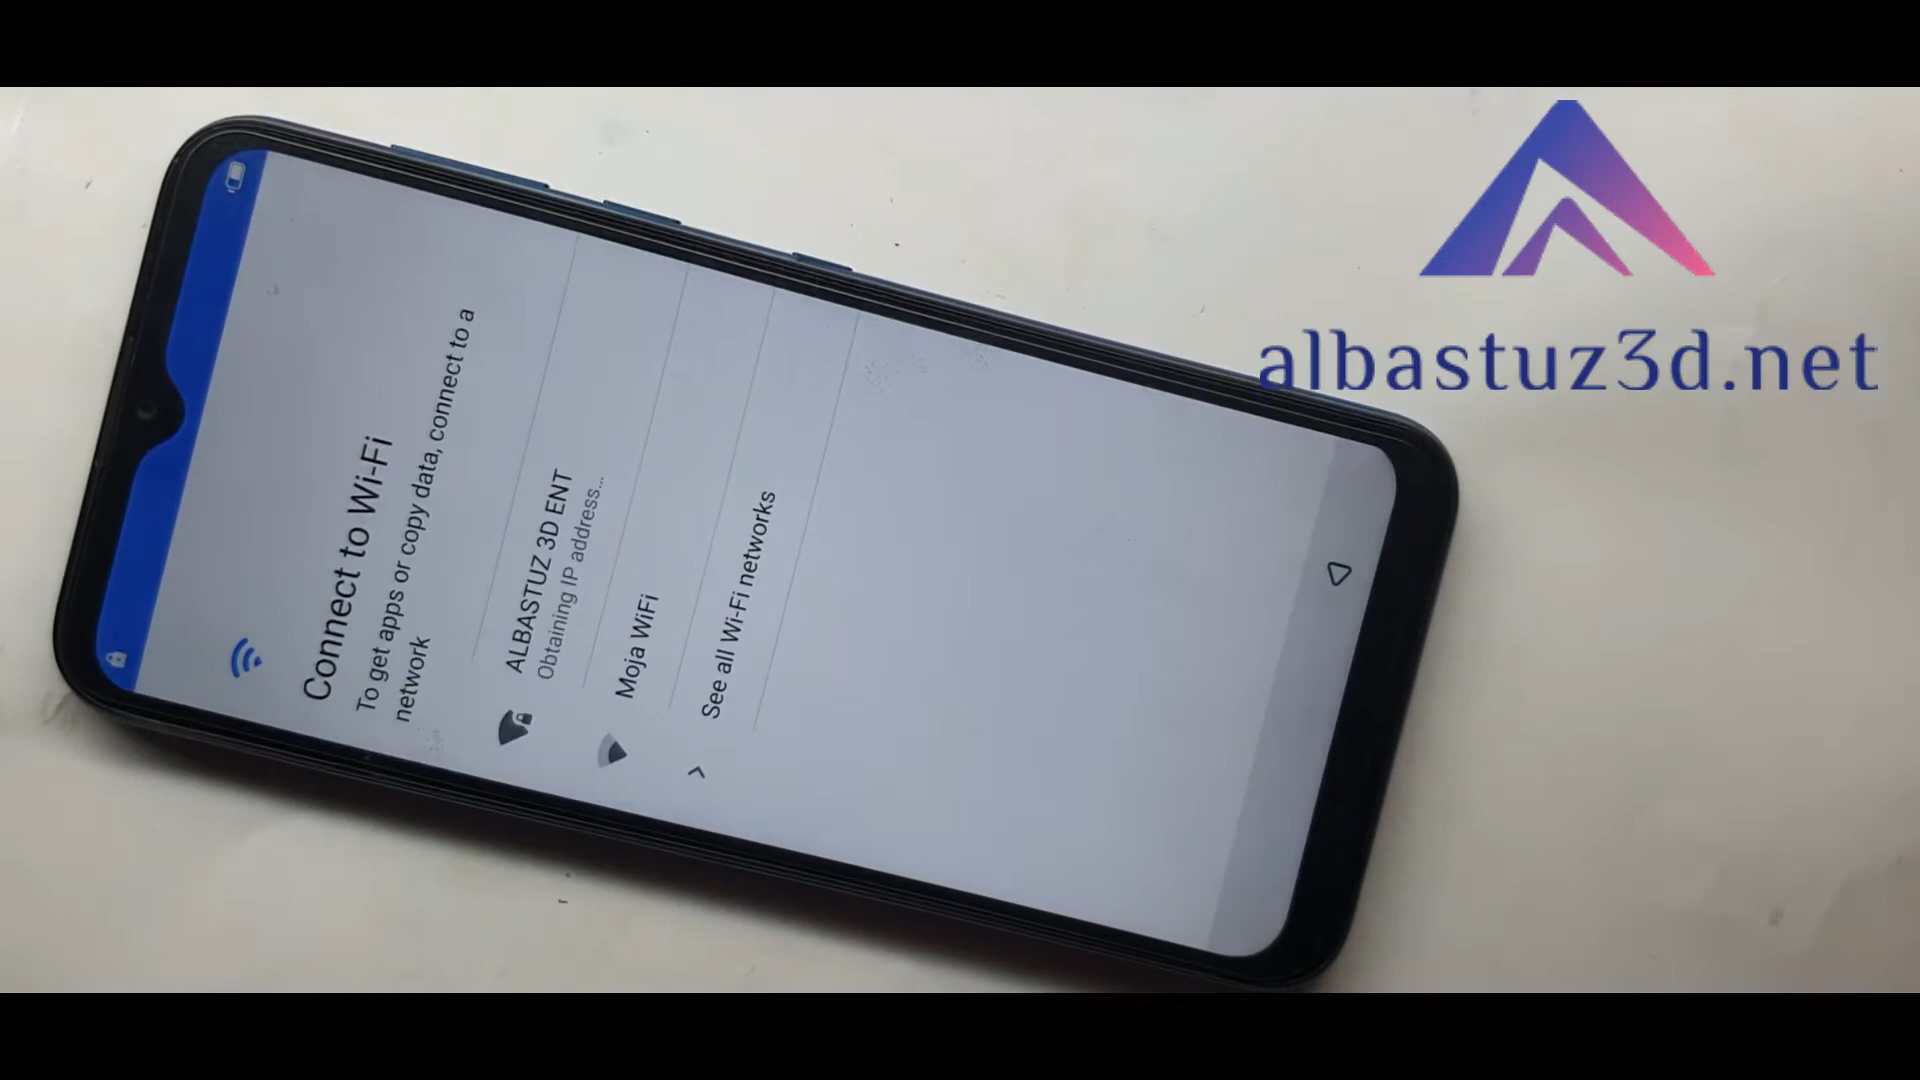 albastuz3d.net
Connect to Wi-Fi
To get apps or copy data, connect to a
network
ALBASTUZ 3D ENT
Obtaining IP address...
Moja WiFi
See all Wi-Fi networks